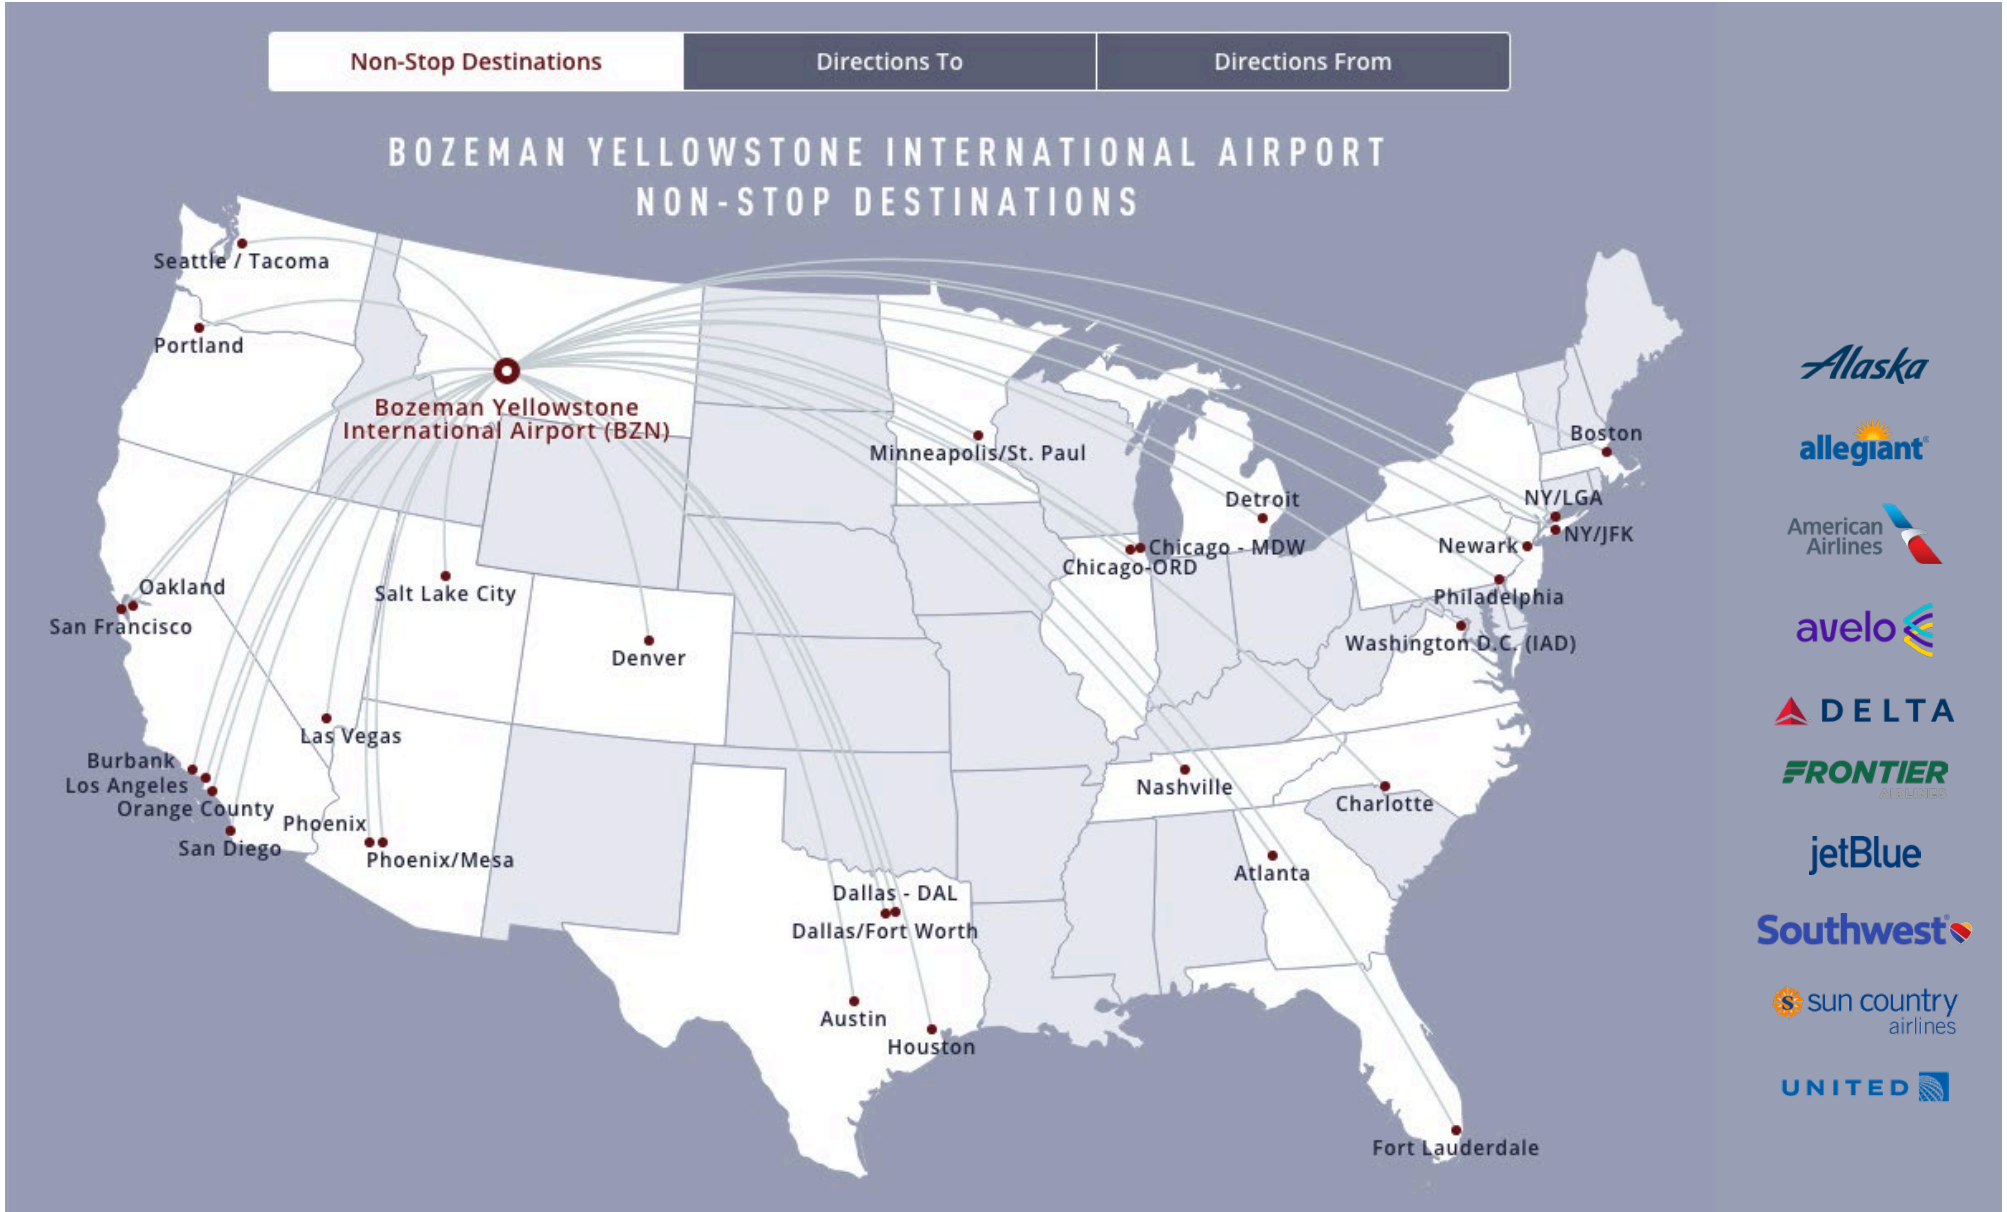 Non-Stop Destinations
Directions To
Directions From
BOZEMAN YELLOWSTONE INTERNATIONAL AIRPORT
NON-STOP DESTINATIONS
Seattle / Tacoma
Portland
Bozeman Yellowstone
International Airport (BZN)
Minneapolis/St. Paul
Boston
Detroit
NY/LGA
NY/JFK
Newark
Chicago - MDW
Chicago-ORD
Philadelphia
Washington D.C. (IAD)
Oakland
San Francisco
Salt Lake City
Denver
Las Vegas
Burbank
Los Angeles
Orange County
San Diego
Phoenix
Phoenix/Mesa
Nashville
Charlotte
Atlanta
Dallas - DAL
Dallas/Fort Worth
Austin
Houston
Fort Lauderdale
Alaska
allegiant
American
Airlines
avelo
DELTA
FRONTIER
AIRLINES
jetBlue
Southwest
sun country
airlines
UNITED